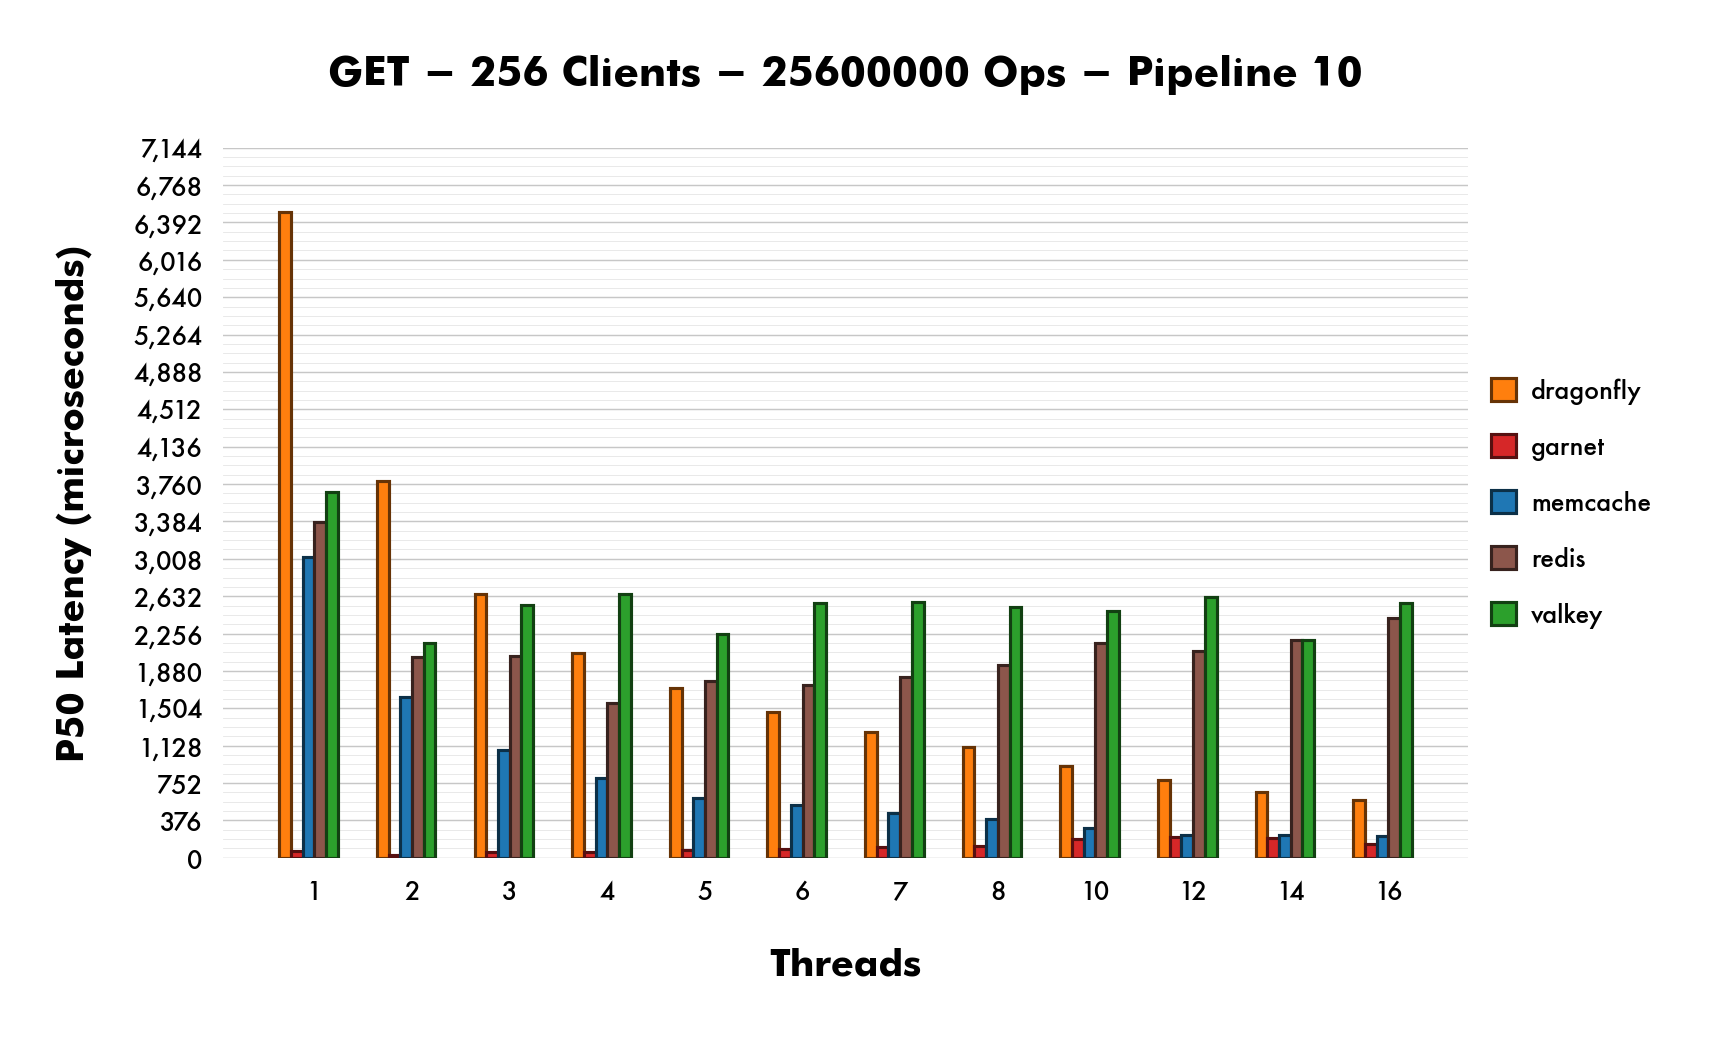 GET – 256 Clients – 25600000 Ops – Pipeline 10
P50 Latency (microseconds)
7,144
6,768
6,392
6,016
5,640
5,264
4,888
4,512
4,136
3,760
3,384
3,008
2,632
2,256
1,880
1,504
1,128
752
376
0
1 2 3 4 5 6 7 8 10 12 14 16
Threads
dragonfly
garnet
memcache
redis
valkey